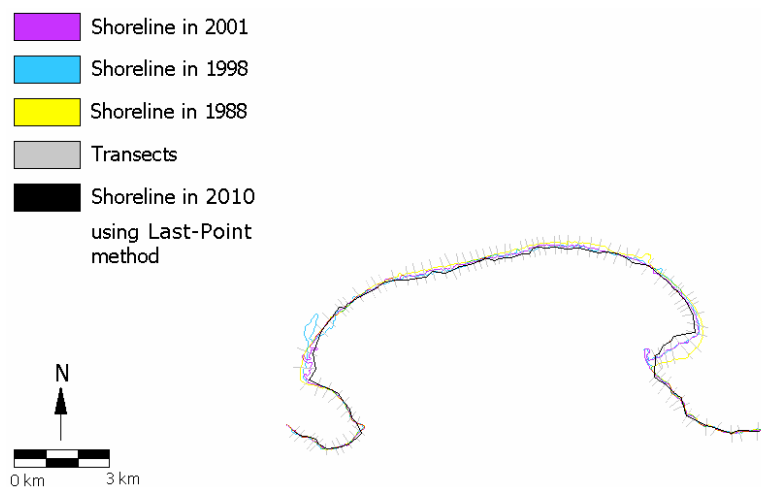 Shoreline in 2001
Shoreline in 1998
Shoreline in 1988
Transects
Shoreline in 2010
using Last-Point
method
N
0 km 3 km